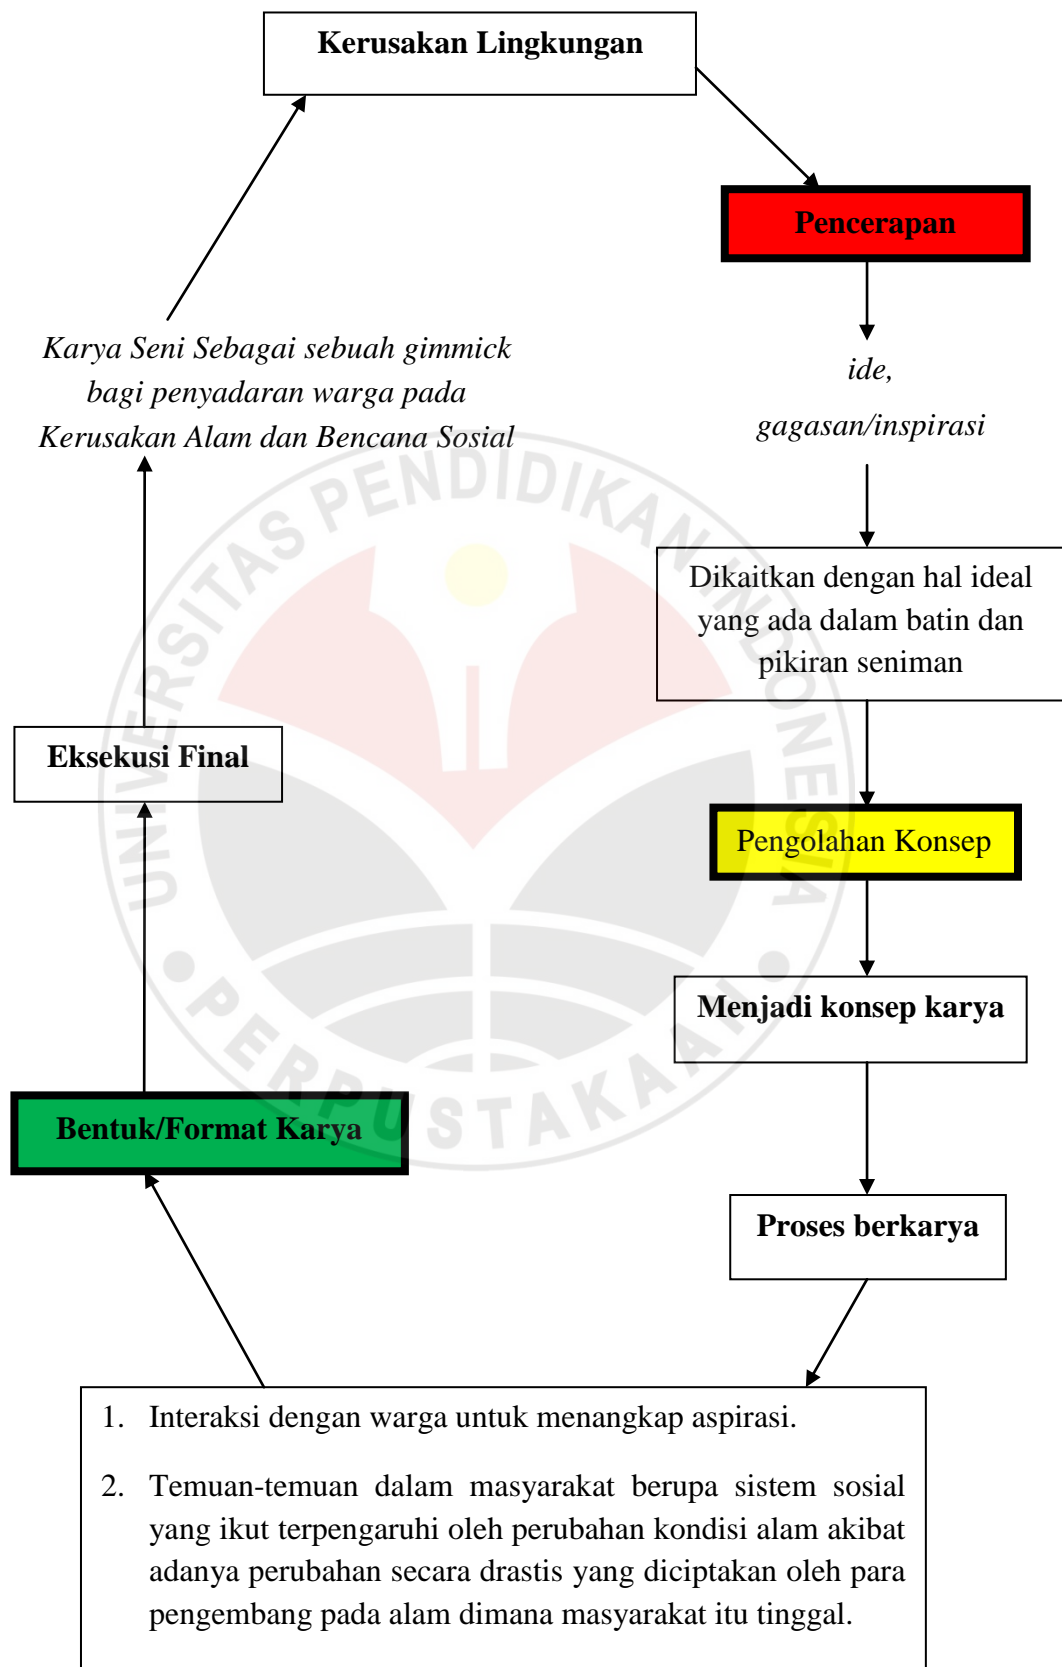 Kerusakan Lingkungan
Pencerapan
ide,
gagasan/inspirasi
Dikaitkan dengan hal ideal
yang ada dalam batin dan
pikiran seniman
Pengolahan Konsep
Menjadi konsep karya
Proses berkarya
1. Interaksi dengan warga untuk menangkap aspirasi.
2. Temuan-temuan dalam masyarakat berupa sistem sosial
yang ikut terpengaruhi oleh perubahan kondisi alam akibat
adanya perubahan secara drastis yang diciptakan oleh para
pengembang pada alam dimana masyarakat itu tinggal.
Bentuk/Format Karya
Eksekusi Final
Karya Seni Sebagai sebuah gimmick
bagi penyadaran warga pada
Kerusakan Alam dan Bencana Sosial
UNIVERSITAS PENDIDIKAN INDONESIA
PERPUSTAKAAN